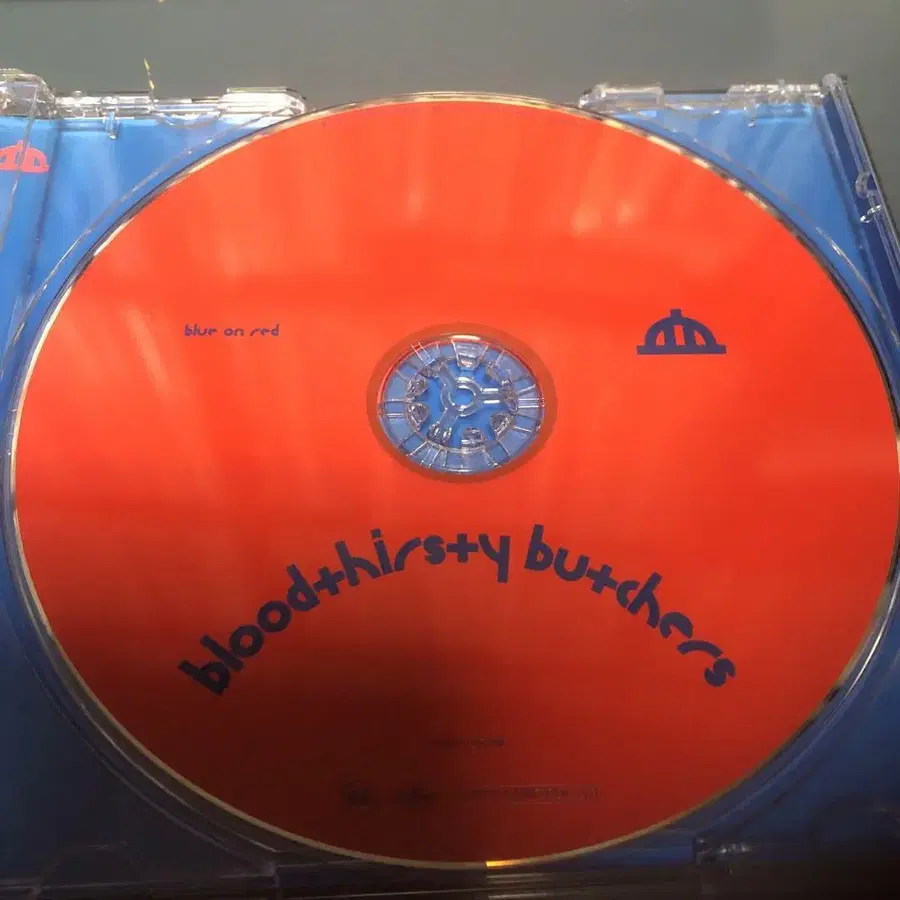 blue on red
bloodthirsty butchers